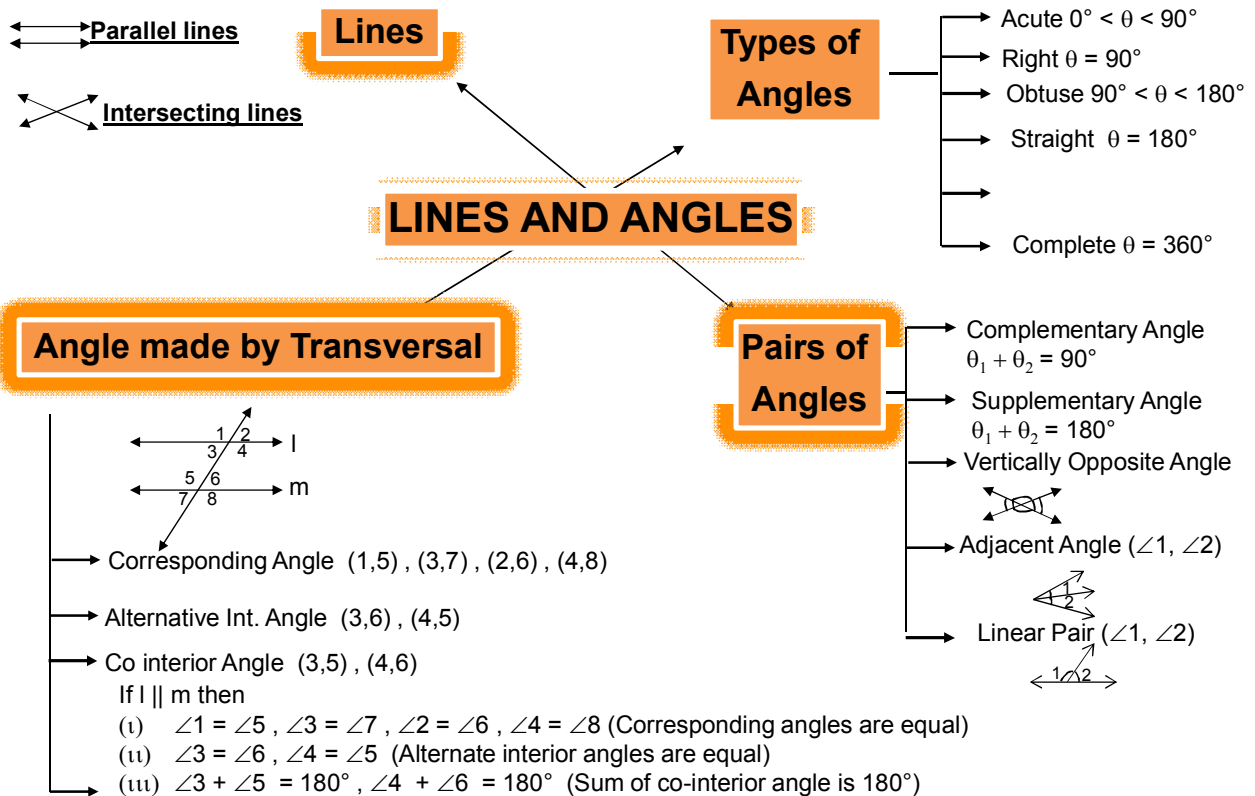 Parallel lines
Intersecting lines
Lines
Types of
Angles
Acute 0° < θ < 90°
Right θ = 90°
Obtuse 90° < θ < 180°
Straight θ = 180°
Complete θ = 360°
LINES AND ANGLES
Angle made by Transversal
1 2
3 4
l
5 6
7 8
m
Corresponding Angle (1,5) , (3,7) , (2,6) , (4,8)
Alternative Int. Angle (3,6) , (4,5)
Co interior Angle (3,5) , (4,6)
If l || m then
(ι) ∠1 = ∠5 , ∠3 = ∠7 , ∠2 = ∠6 , ∠4 = ∠8 (Corresponding angles are equal)
(ιι) ∠3 = ∠6 , ∠4 = ∠5 (Alternate interior angles are equal)
(ιιι) ∠3 + ∠5 = 180° , ∠4 + ∠6 = 180° (Sum of co-interior angle is 180°)
Pairs of
Angles
Complementary Angle
θ₁ + θ₂ = 90°
Supplementary Angle
θ₁ + θ₂ = 180°
Vertically Opposite Angle
Adjacent Angle (∠1, ∠2)
1
2
Linear Pair (∠1, ∠2)
1 2